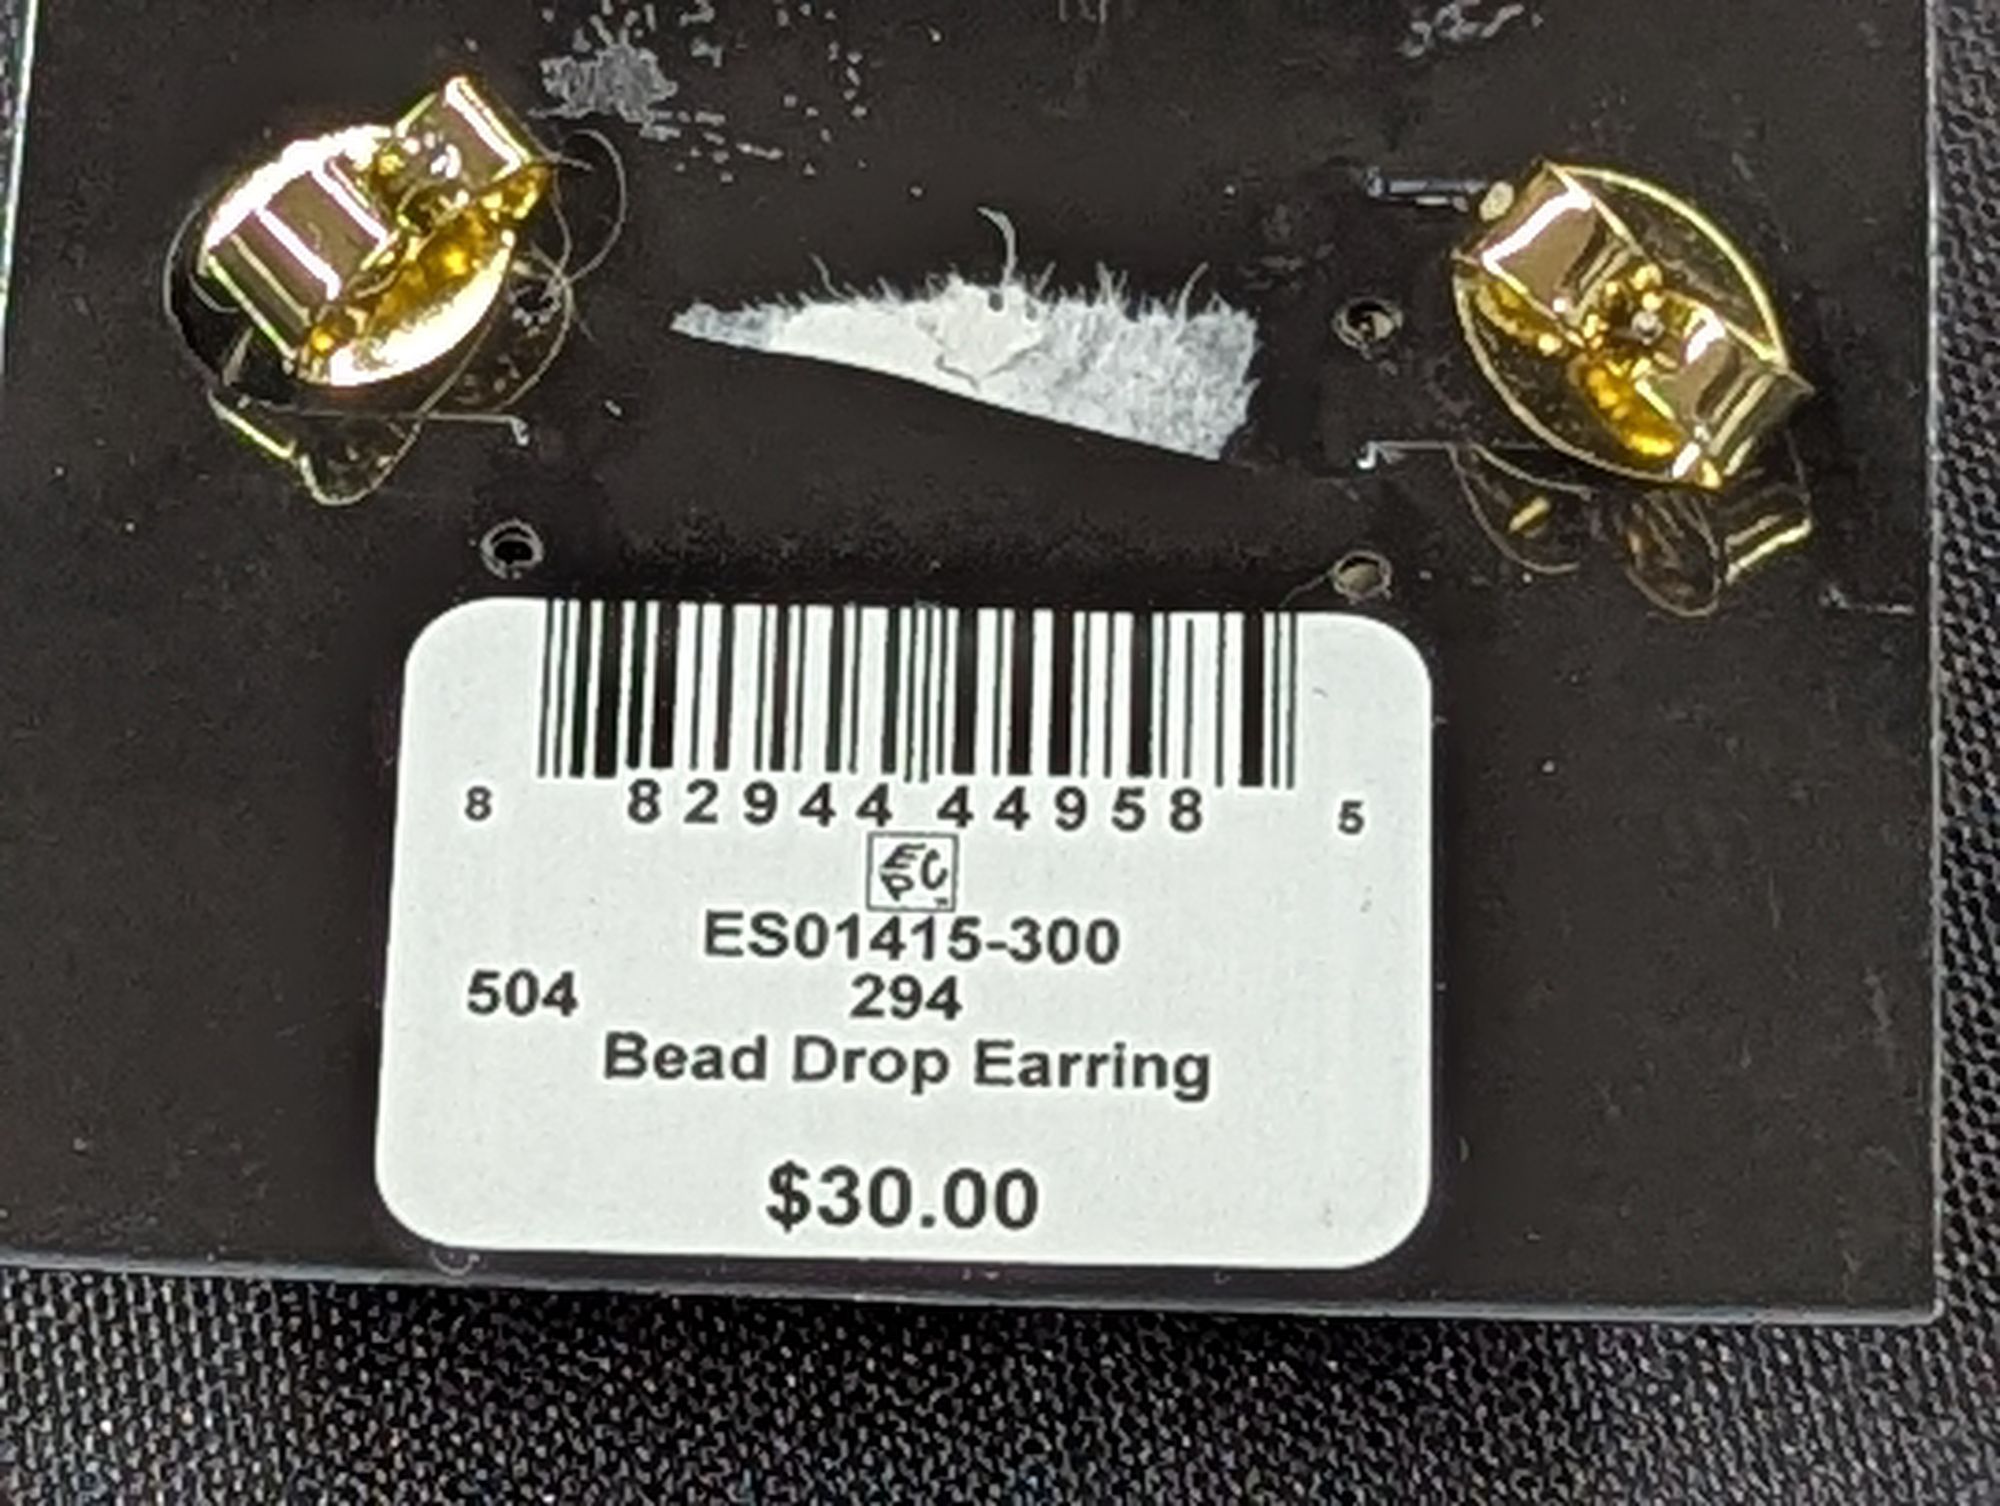 8 82944 44958 5
ES01415-300
504 294
Bead Drop Earring
$30.00